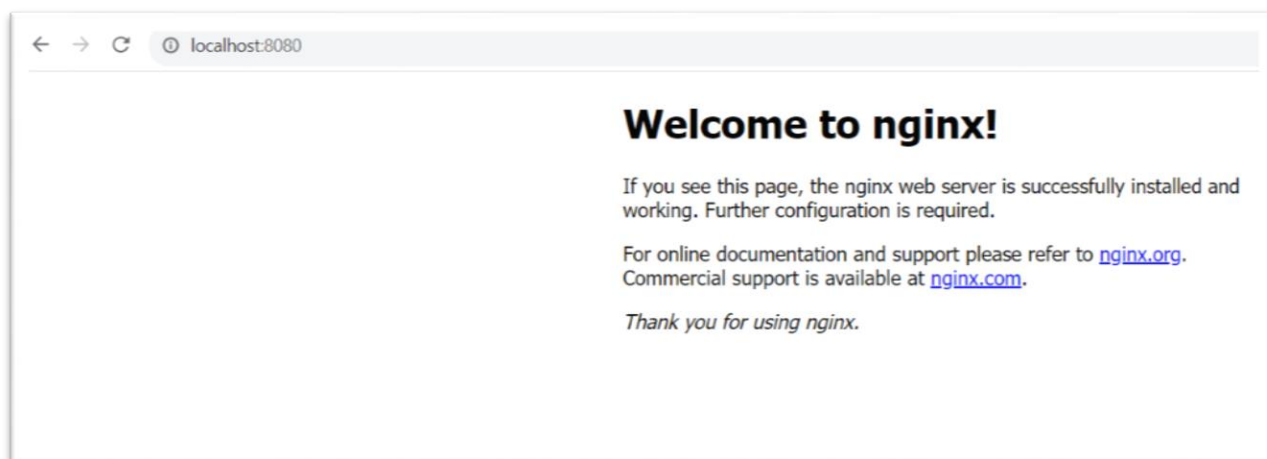 localhost:8080
Welcome to nginx!
If you see this page, the nginx web server is successfully installed and
working. Further configuration is required.
For online documentation and support please refer to nginx.org.
Commercial support is available at nginx.com.
Thank you for using nginx.